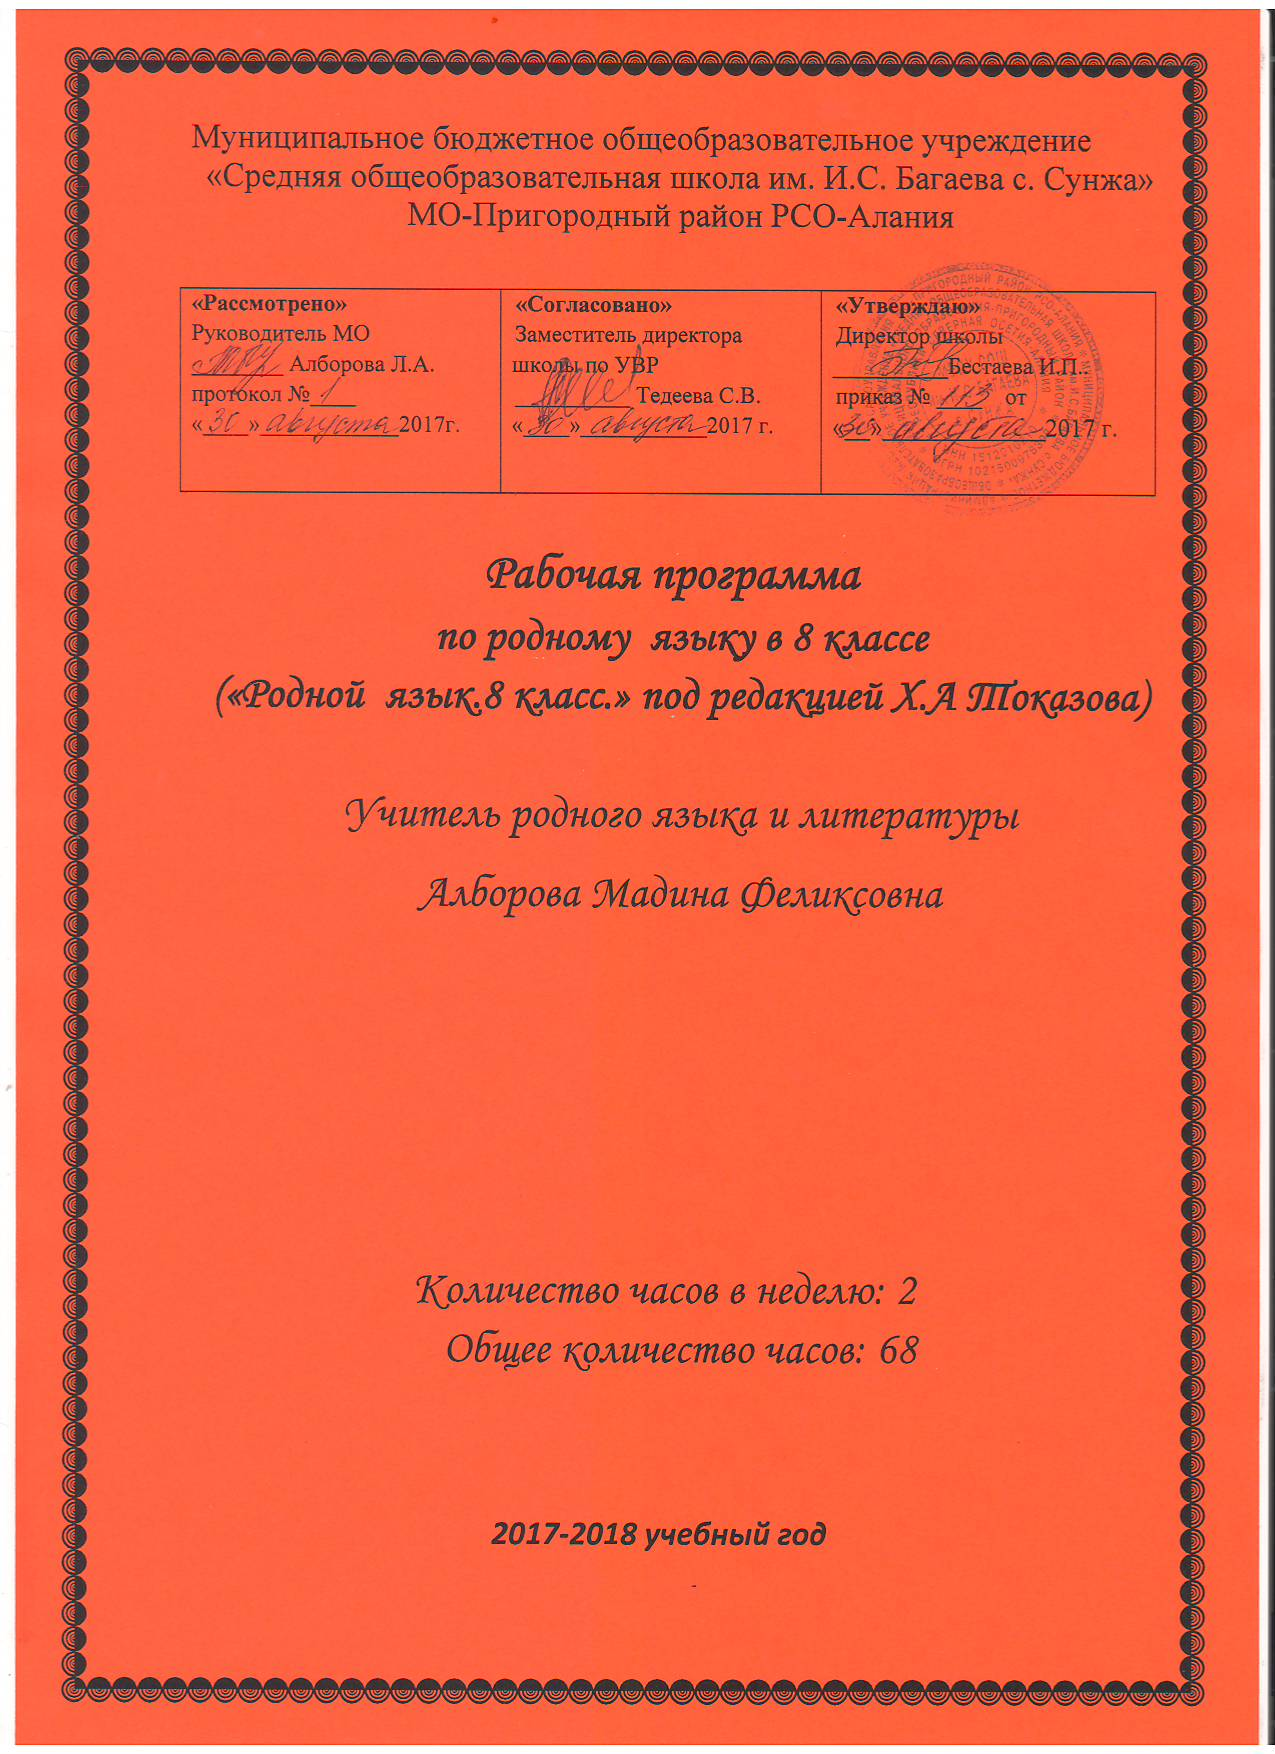 Муниципальное бюджетное общеобразовательное учреждение
«Средняя общеобразовательная школа им. И.С. Багаева с. Сунжа»
МО-Пригородный район РСО-Алания
«Рассмотрено»
Руководитель МО
Алборова Л.А.
протокол № 1
«30» августа 2017г.
«Согласовано»
Заместитель директора
школы по УВР
Тедеева С.В.
«30» августа 2017 г.
«Утверждаю»
Директор школы
Бестаева И.П..
приказ № 113 от
«30» августа 2017 г.
Рабочая программа
по родному языку в 8 классе
(«Родной язык.8 класс.» под редакцией Х.А Токазова)
Учитель родного языка и литературы
Алборова Мадина Феликсовна
Количество часов в неделю: 2
Общее количество часов: 68
2017-2018 учебный год